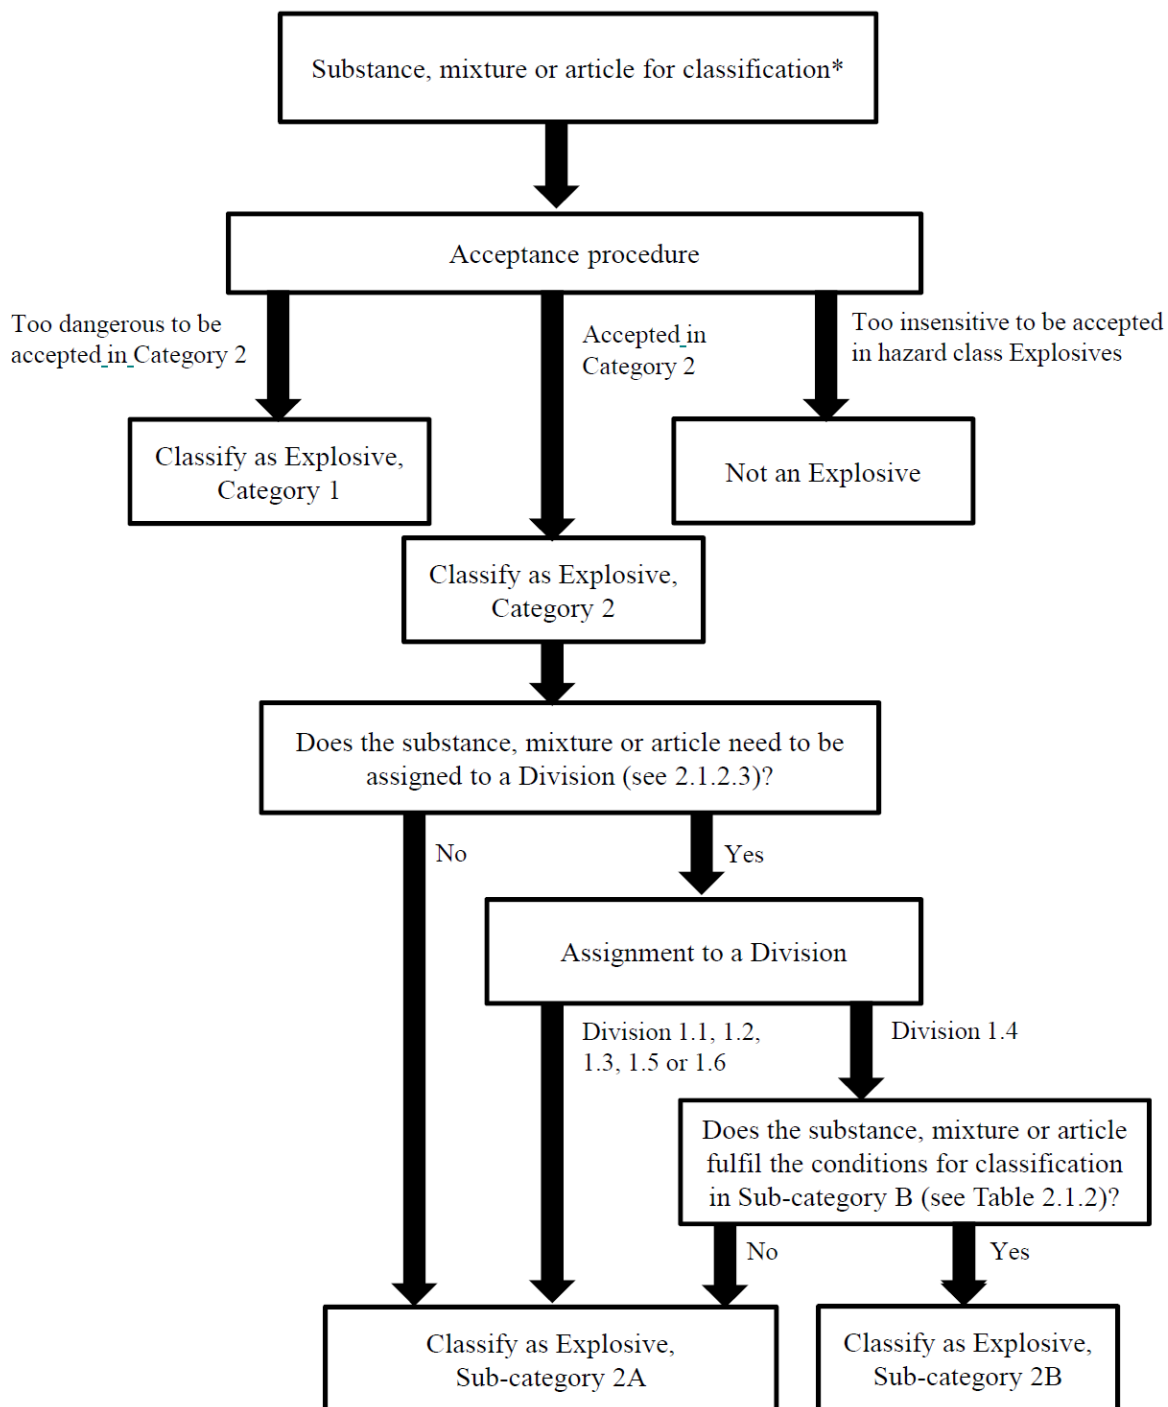 Substance, mixture or article for classification*
Acceptance procedure
Too dangerous to be
accepted in Category 2
Accepted in
Category 2
Too insensitive to be accepted
in hazard class Explosives
Classify as Explosive,
Category 1
Not an Explosive
Classify as Explosive,
Category 2
Does the substance, mixture or article need to be
assigned to a Division (see 2.1.2.3)?
No
Yes
Assignment to a Division
Division 1.1, 1.2,
1.3, 1.5 or 1.6
Division 1.4
Does the substance, mixture or article
fulfil the conditions for classification
in Sub-category B (see Table 2.1.2)?
No
Yes
Classify as Explosive,
Sub-category 2A
Classify as Explosive,
Sub-category 2B